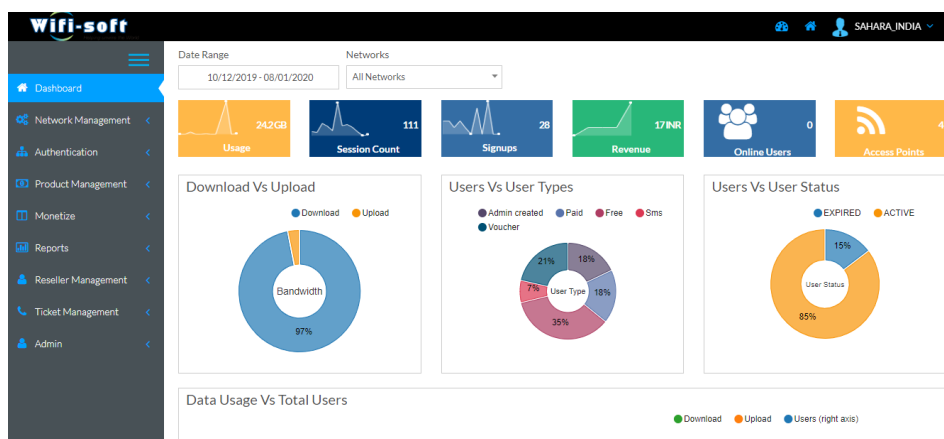 Wifi-soft
SAHARA_INDIA
Date Range
Networks
10/12/2019 - 08/01/2020
All Networks
Dashboard
Network Management
Authentication
Product Management
Monetize
Reports
Reseller Management
Ticket Management
Admin
24.2GB
Usage
111
Session Count
28
Signups
17 INR
Revenue
0
Online Users
4
Access Points
Download Vs Upload
Download Upload
Bandwidth
97%
Users Vs User Types
Admin created Paid Free Sms
Voucher
21% 18%
7% User Type 18%
35%
Users Vs User Status
EXPIRED ACTIVE
15%
User Status
85%
Data Usage Vs Total Users
Download Upload Users (right axis)